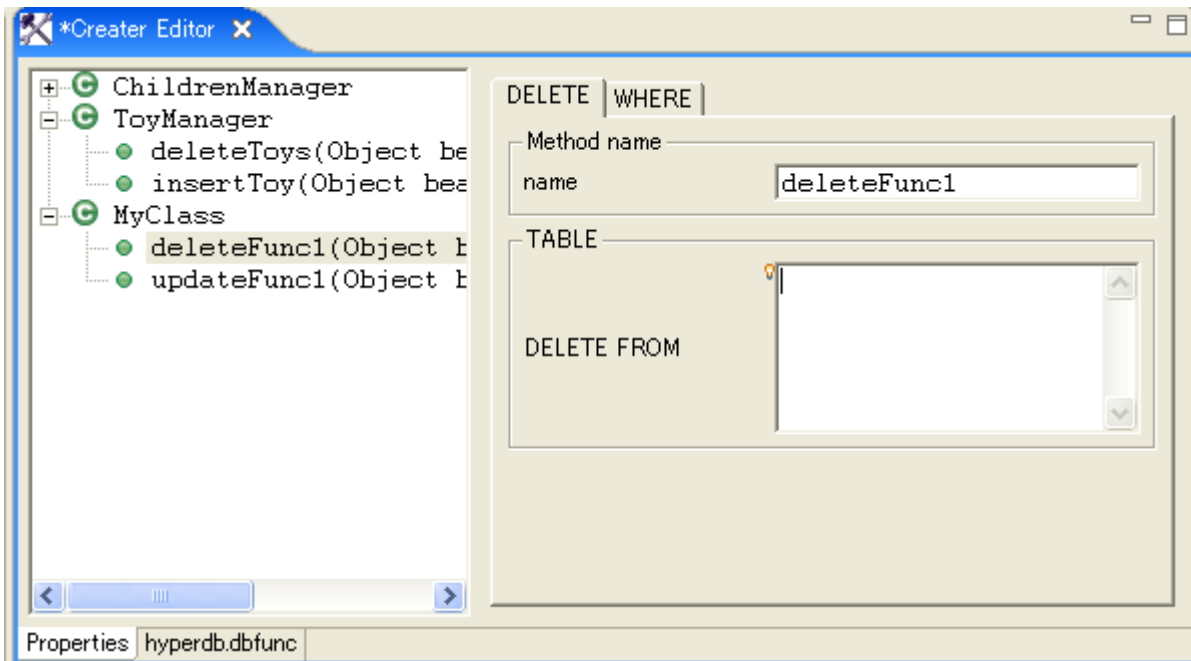 *Creater Editor
ChildrenManager
ToyManager
deleteToys(Object be
insertToy(Object bea
MyClass
deleteFunc1(Object b
updateFunc1(Object b
DELETE
WHERE
Method name
name
deleteFunc1
TABLE
DELETE FROM
Properties
hyperdb.dbfunc